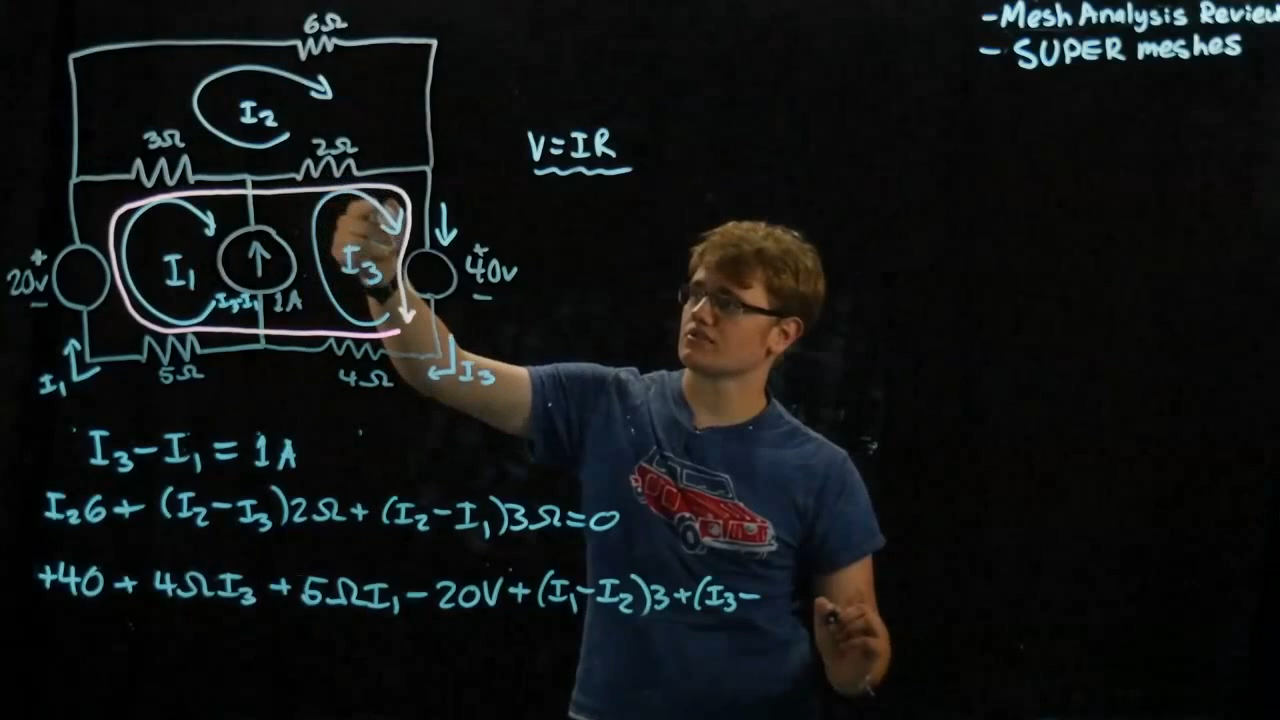 -Mesh Analysis Review
- SUPER meshes
6Ω
I₂
3Ω
2Ω
V=IR
+
20v
-
I₁
I₃-I₁
1A
I₃
+
40v
-
I₁
5Ω
4Ω
I₃
I₃-I₁=1A
I₂6+(I₂-I₃)2Ω+(I₂-I₁)3Ω=0
+40+4ΩI₃+5ΩI₁-20V+(I₁-I₂)3+(I₃-